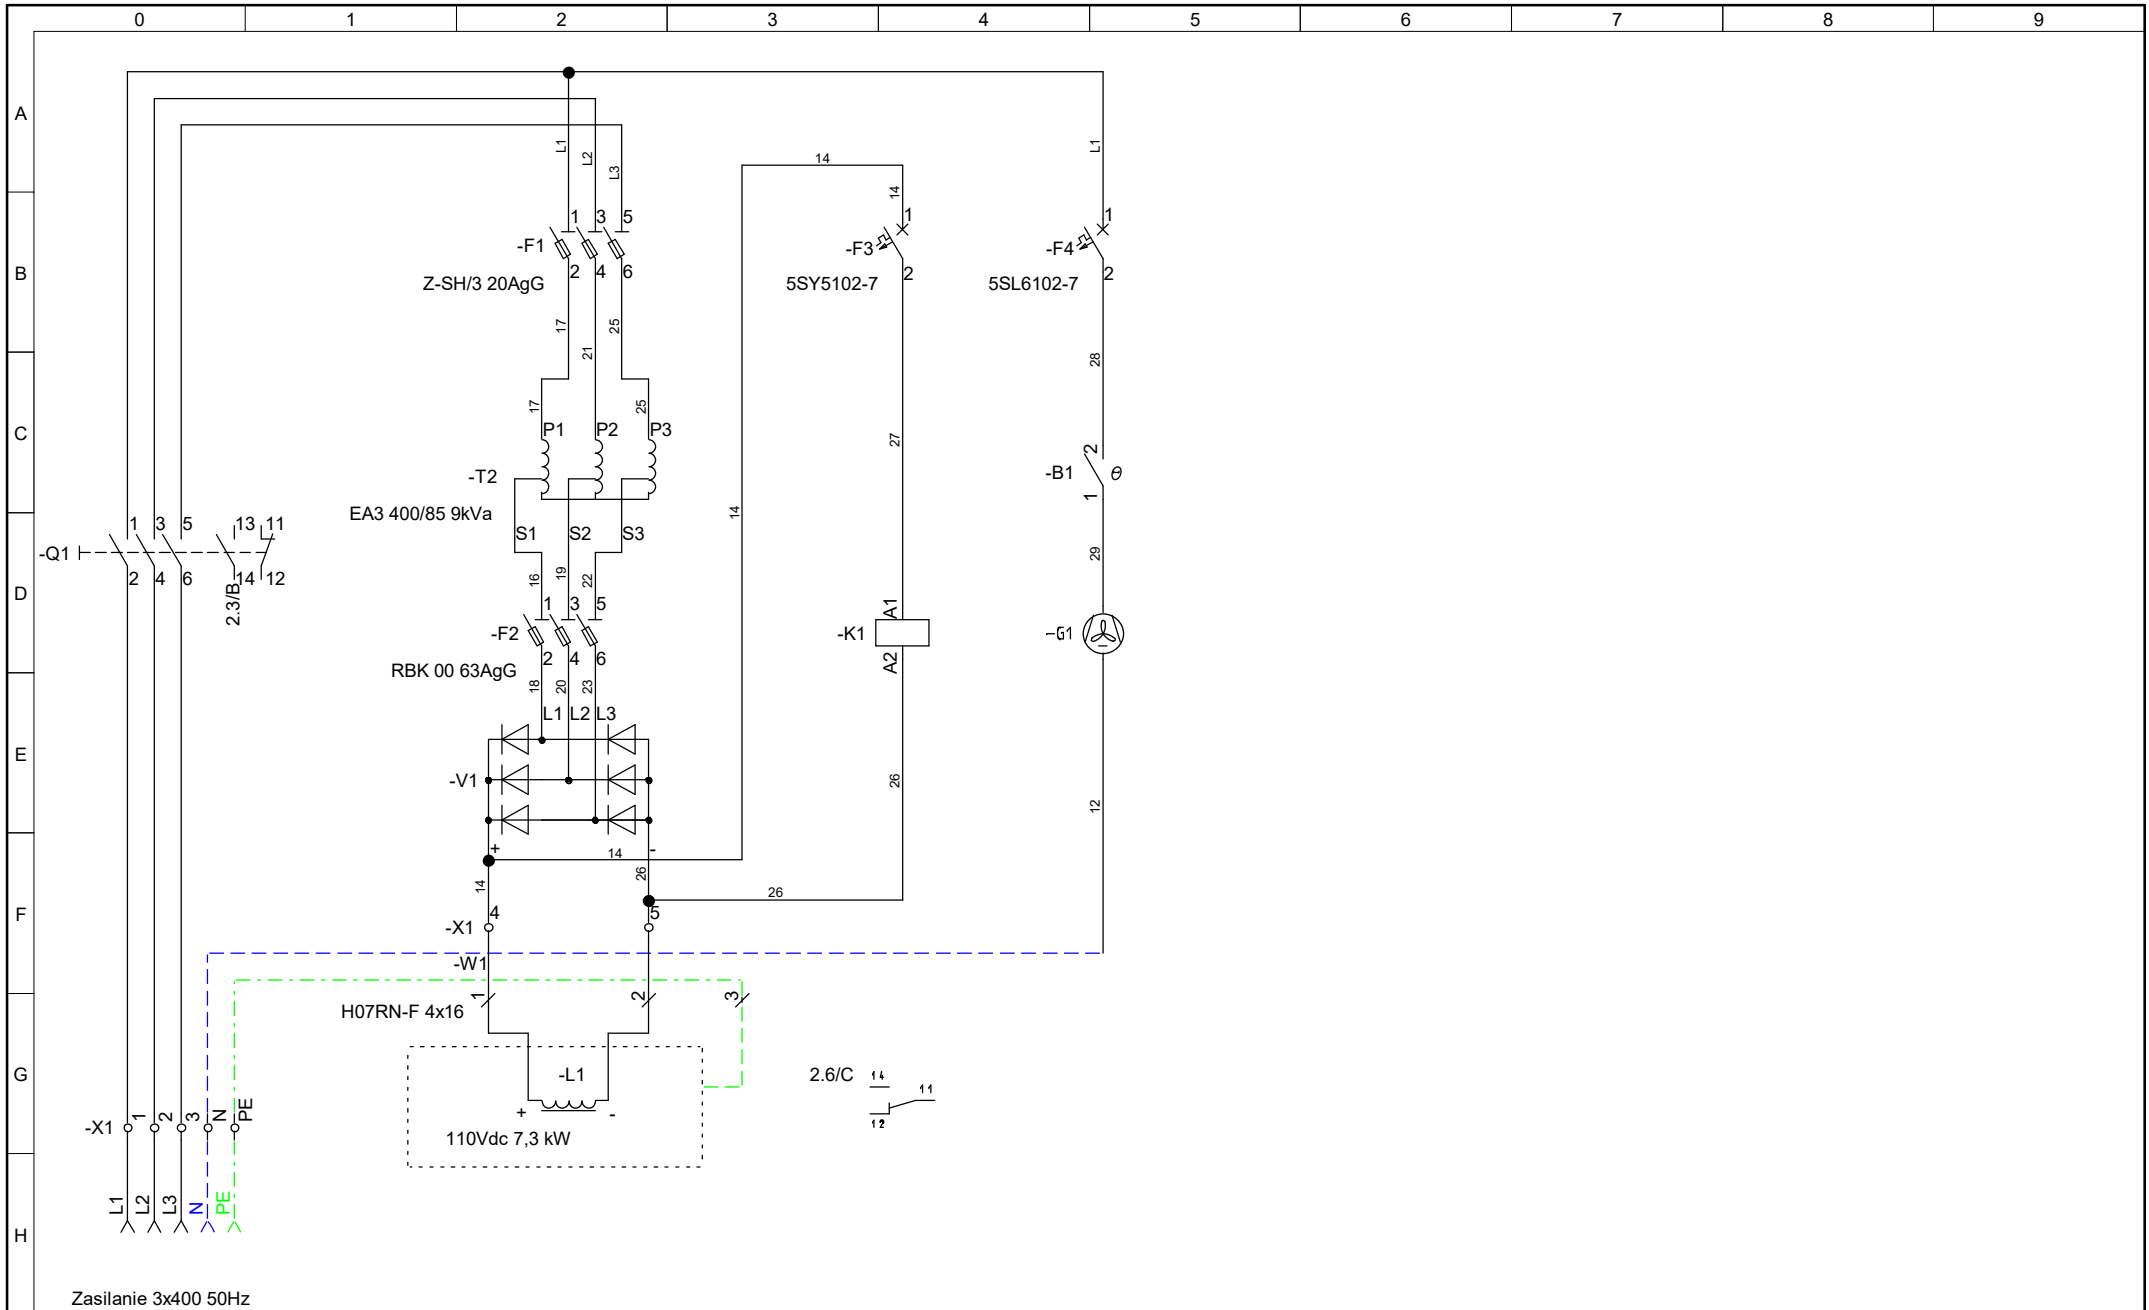 0 1 2 3 4 5 6 7 8 9
A
L1 L2 L3 L1
14
14
B
1 3 5 1 1
-F1 -F3 -F4
2 4 6 2 2
Z-SH/3 20AgG 5SY5102-7 5SL6102-7
17 21 25 28
C
17 25
P1 P2 P3 27
-T2 -B1 2 θ 1
EA3 400/85 9kVa 14
1 3 5 13 11 S1 S2 S3
-Q1 29
2 4 6 14 12
2.3/B
D
16 19 22
1 3 5 A1
-F2 -K1 -G1
2 4 6 A2
RBK 00 63AgG
18 20 23
L1 L2 L3
E
-V1 26 12
+ 14 -
14 26 26
F
4 5
-X1
-W1
1 2 3
H07RN-F 4x16
G
-L1 2.6/C 14 11
+ - 12
110Vdc 7,3 kW
-X1 1 2 3 N PE
L1 L2 L3 N PE
H
Zasilanie 3x400 50Hz